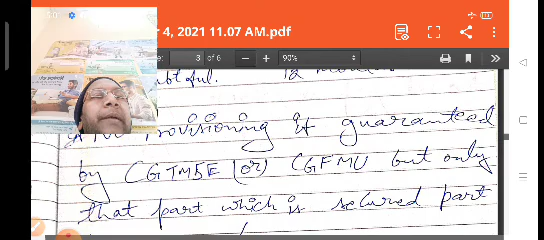 4, 2021 11.07 AM.pdf
3 of 6 90%
12
Provisioning if guaranteed
by CGTMSE (or) CGFMU but only
that part which is secured part